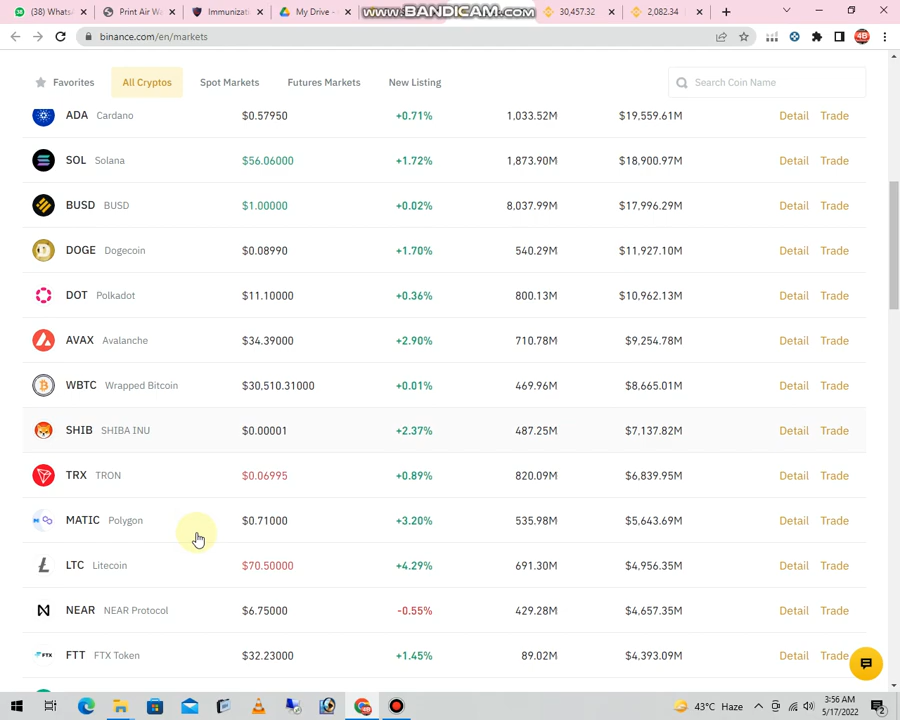 (38) Whats
Print Air Wa
Immunizati
My Drive -
WWW.BANDICAM.COM
30,457.32
2,082.34
binance.com/en/markets
Favorites All Cryptos Spot Markets Futures Markets New Listing Search Coin Name
ADA Cardano $0.57950 +0.71% 1,033.52M $19,559.61M Detail Trade
SOL Solana $56.06000 +1.72% 1,873.90M $18,900.97M Detail Trade
BUSD BUSD $1.00000 +0.02% 8,037.99M $17,996.29M Detail Trade
DOGE Dogecoin $0.08990 +1.70% 540.29M $11,927.10M Detail Trade
DOT Polkadot $11.10000 +0.36% 800.13M $10,962.13M Detail Trade
AVAX Avalanche $34.39000 +2.90% 710.78M $9,254.78M Detail Trade
WBTC Wrapped Bitcoin $30,510.31000 +0.01% 469.96M $8,665.01M Detail Trade
SHIB SHIBA INU $0.00001 +2.37% 487.25M $7,137.82M Detail Trade
TRX TRON $0.06995 +0.89% 820.09M $6,839.95M Detail Trade
MATIC Polygon $0.71000 +3.20% 535.98M $5,643.69M Detail Trade
LTC Litecoin $70.50000 +4.29% 691.30M $4,956.35M Detail Trade
NEAR NEAR Protocol $6.75000 -0.55% 429.28M $4,657.35M Detail Trade
FTX FTT FTX Token $32.23000 +1.45% 89.02M $4,393.09M Detail Trade
43°C Haze
3:56 AM
5/17/2022
2